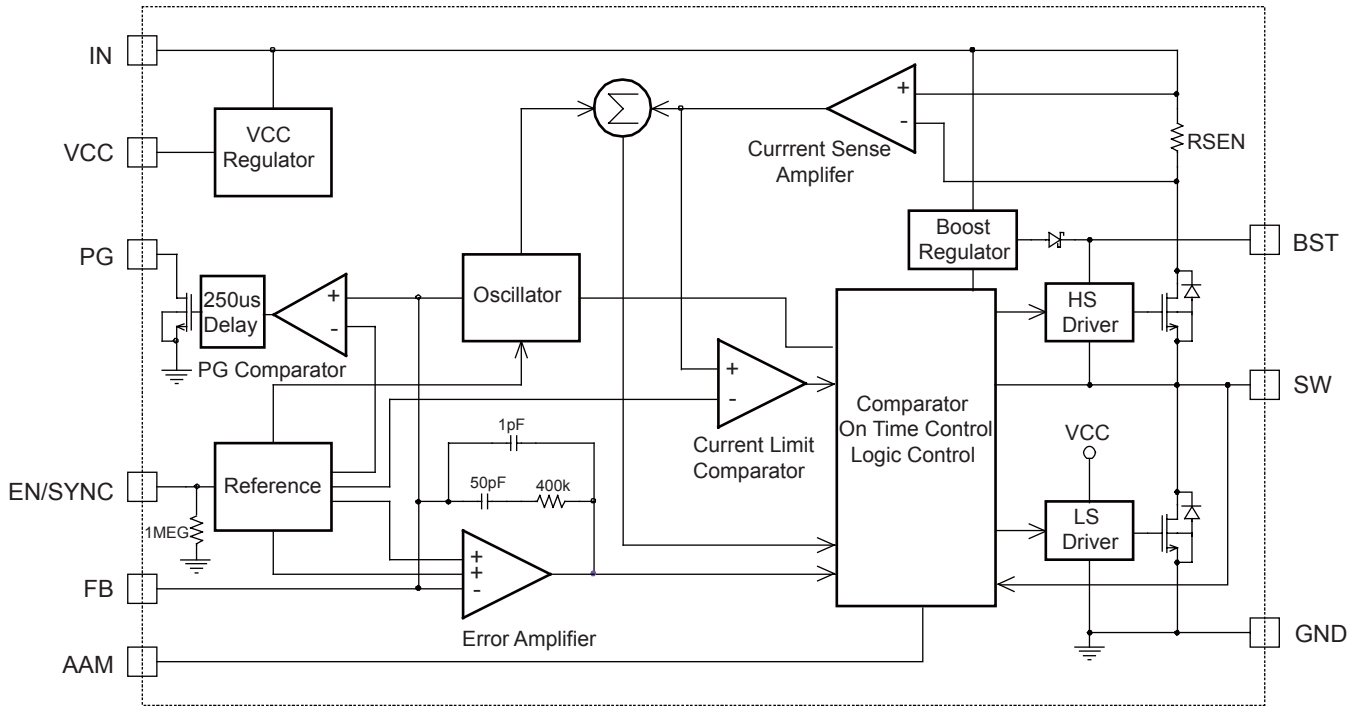 IN
VCC
VCC
Regulator
∑
+
-
Currrent Sense
Amplifer
RSEN
Boost
Regulator
BST
PG
250us
Delay
+
-
PG Comparator
Oscillator
HS
Driver
+
-
Current Limit
Comparator
Comparator
On Time Control
Logic Control
SW
VCC
EN/SYNC
Reference
1MEG
1pF
50pF
400k
LS
Driver
FB
+
+
-
Error Amplifier
AAM
GND